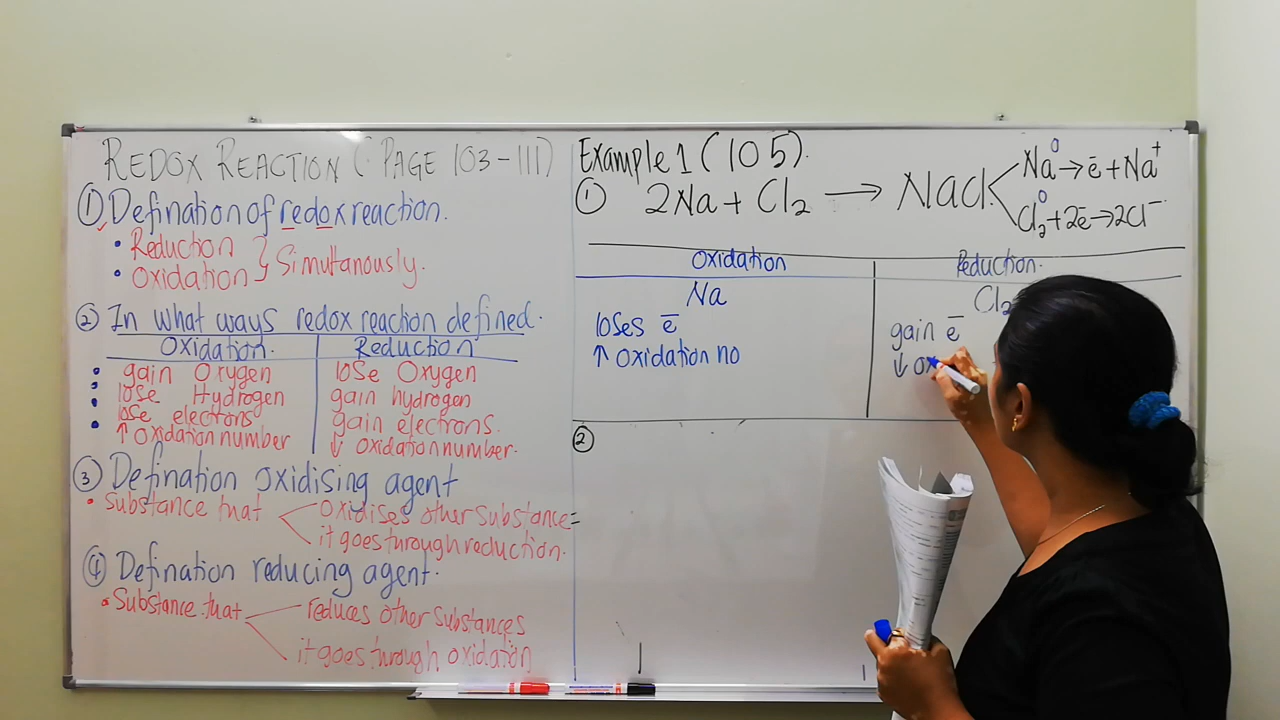 REDOX REACTION ( PAGE 103-111)
① Defination of redox reaction.
• Reduction
• Oxidation } Simutanously.
② In what ways redox reaction defined.
Oxidation. Reduction
• gain Oxygen lose Oxygen
• lose Hydrogen gain hydrogen
• lose electrons gain electrons.
• ↑ Oxidation number ↓ oxidation number.
③ Defination oxidising agent
• Substance that oxidises other substance
it goes through reduction.
④ Defination reducing agent.
• Substance that reduces other substances
it goes through oxidation
Example 1 ( 105).
① 2Na + Cl₂ → NaCl
Na⁰ → ē + Na⁺
Cl₂⁰ + 2ē → 2Cl⁻
Oxidation Reduction.
Na Cl₂
loses ē gain ē
↑ Oxidation no ↓ ox
②